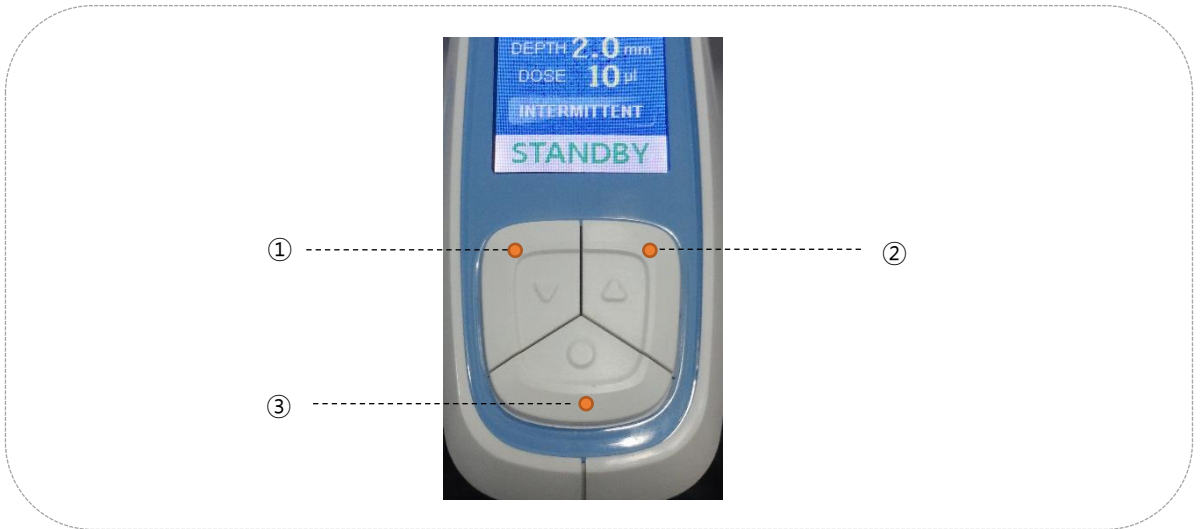 DEPTH 2.0 mm
DOSE 10 μl
INTERMITTENT
STANDBY
①
②
③